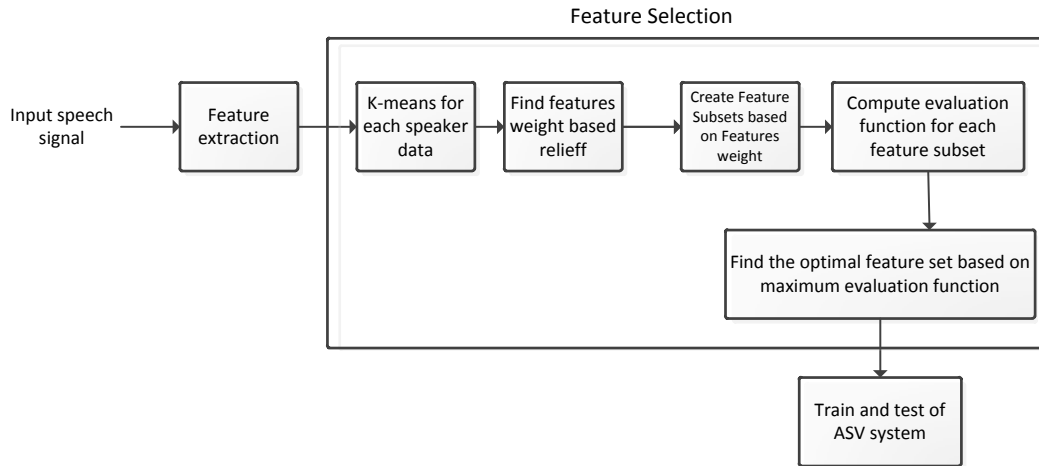 Feature Selection
Input speech
signal
Feature
extraction
K-means for
each speaker
data
Find features
weight based
relieff
Create Feature
Subsets based
on Features
weight
Compute evaluation
function for each
feature subset
Find the optimal feature set based on
maximum evaluation function
Train and test of
ASV system